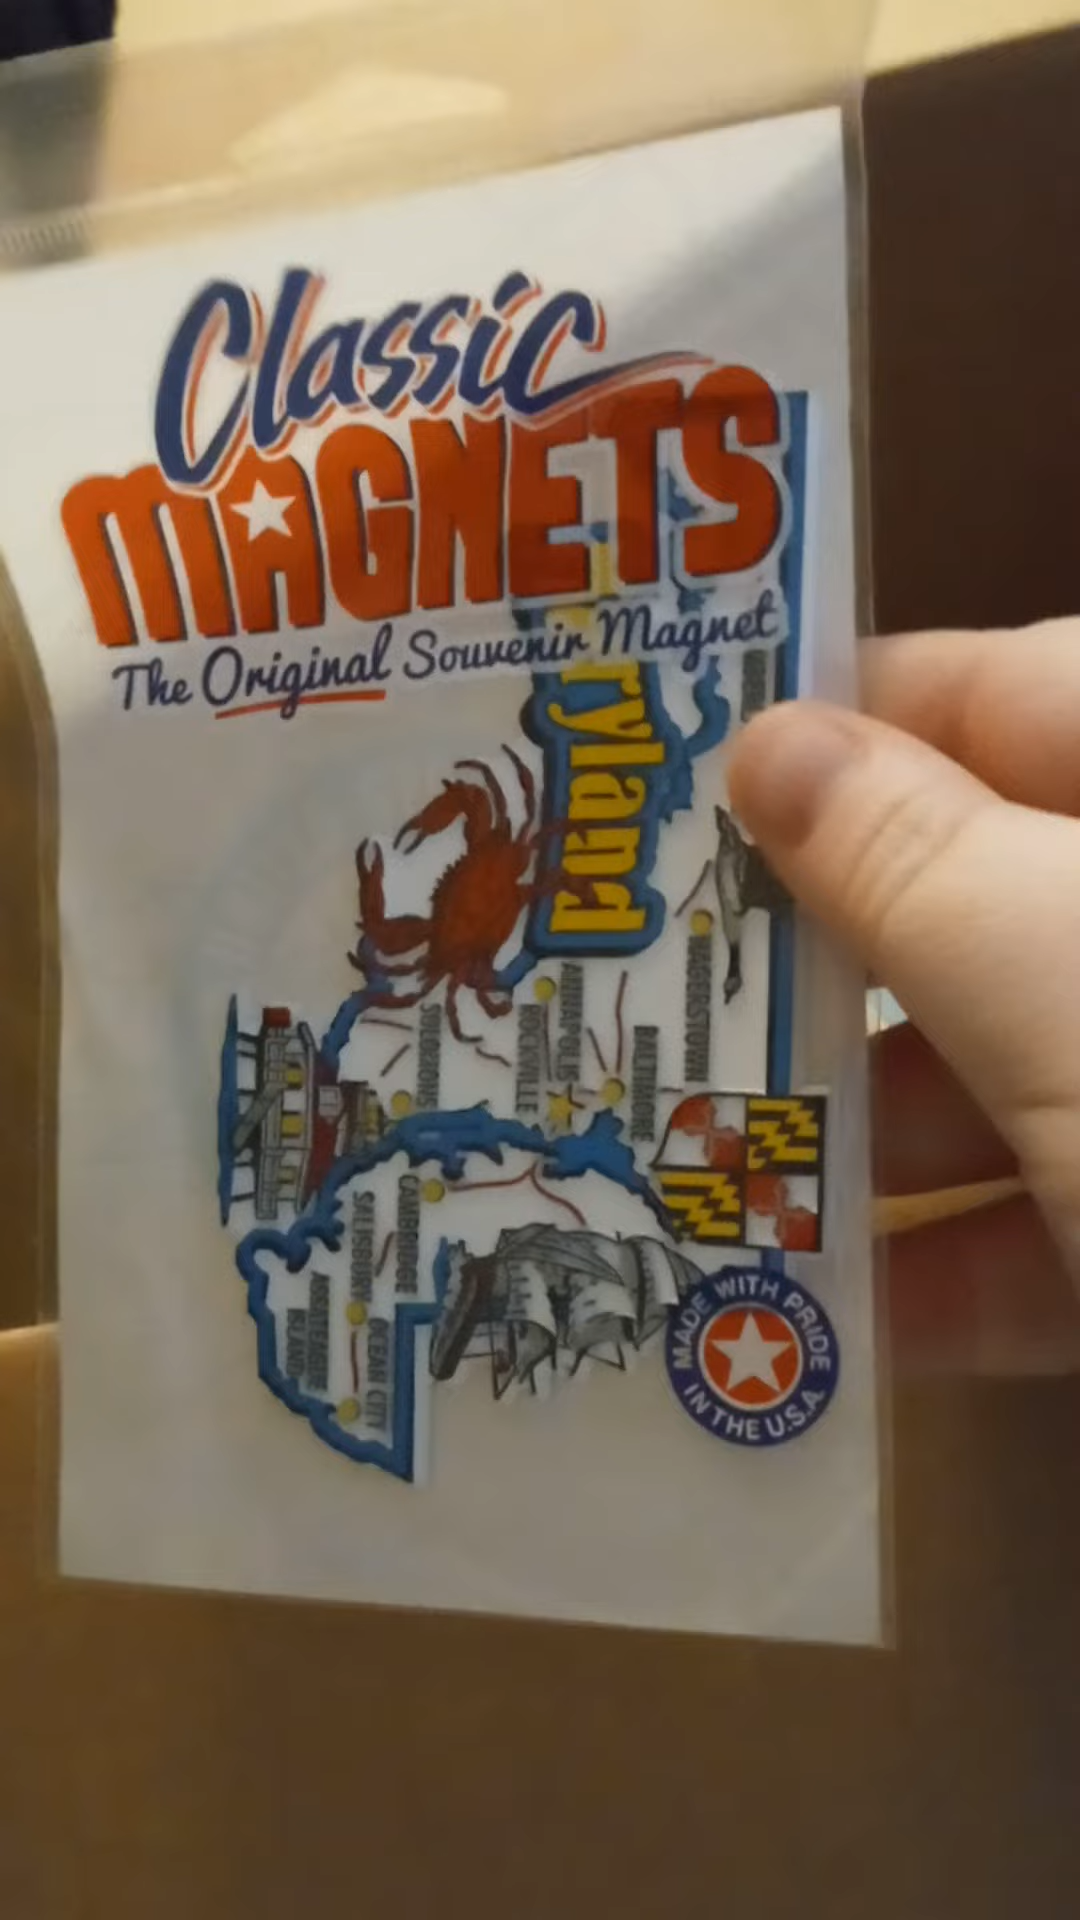 Classic
MAGNETS
The Original Souvenir Magnet
ryland
HAGERSTOWN
BALTIMORE
ANNAPOLIS
ROCKVILLE
CAMBRIDGE
SALISBURY
OCEAN CITY
ASSATEAGUE
ISLAND
MADE WITH PRIDE
IN THE U.S.A.